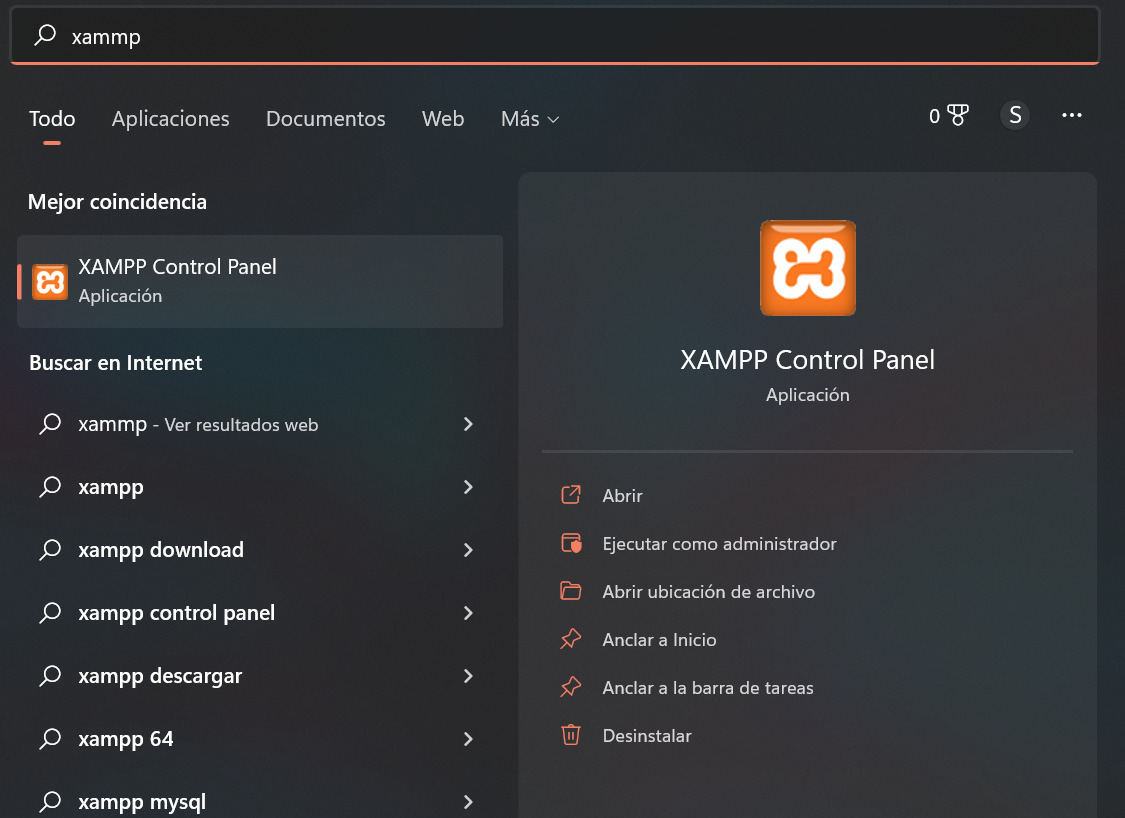 xammp
Todo Aplicaciones Documentos Web Más 0 S ...
Mejor coincidencia
XAMPP Control Panel
Aplicación
Buscar en Internet
xammp - Ver resultados web
xampp
xampp download
xampp control panel
xampp descargar
xampp 64
xampp mysql
XAMPP Control Panel
Aplicación
Abrir
Ejecutar como administrador
Abrir ubicación de archivo
Anclar a Inicio
Anclar a la barra de tareas
Desinstalar